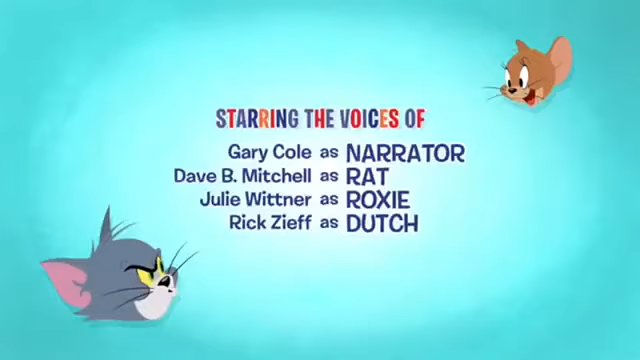 STARRING THE VOICES OF
Gary Cole as NARRATOR
Dave B. Mitchell as RAT
Julie Wittner as ROXIE
Rick Zieff as DUTCH